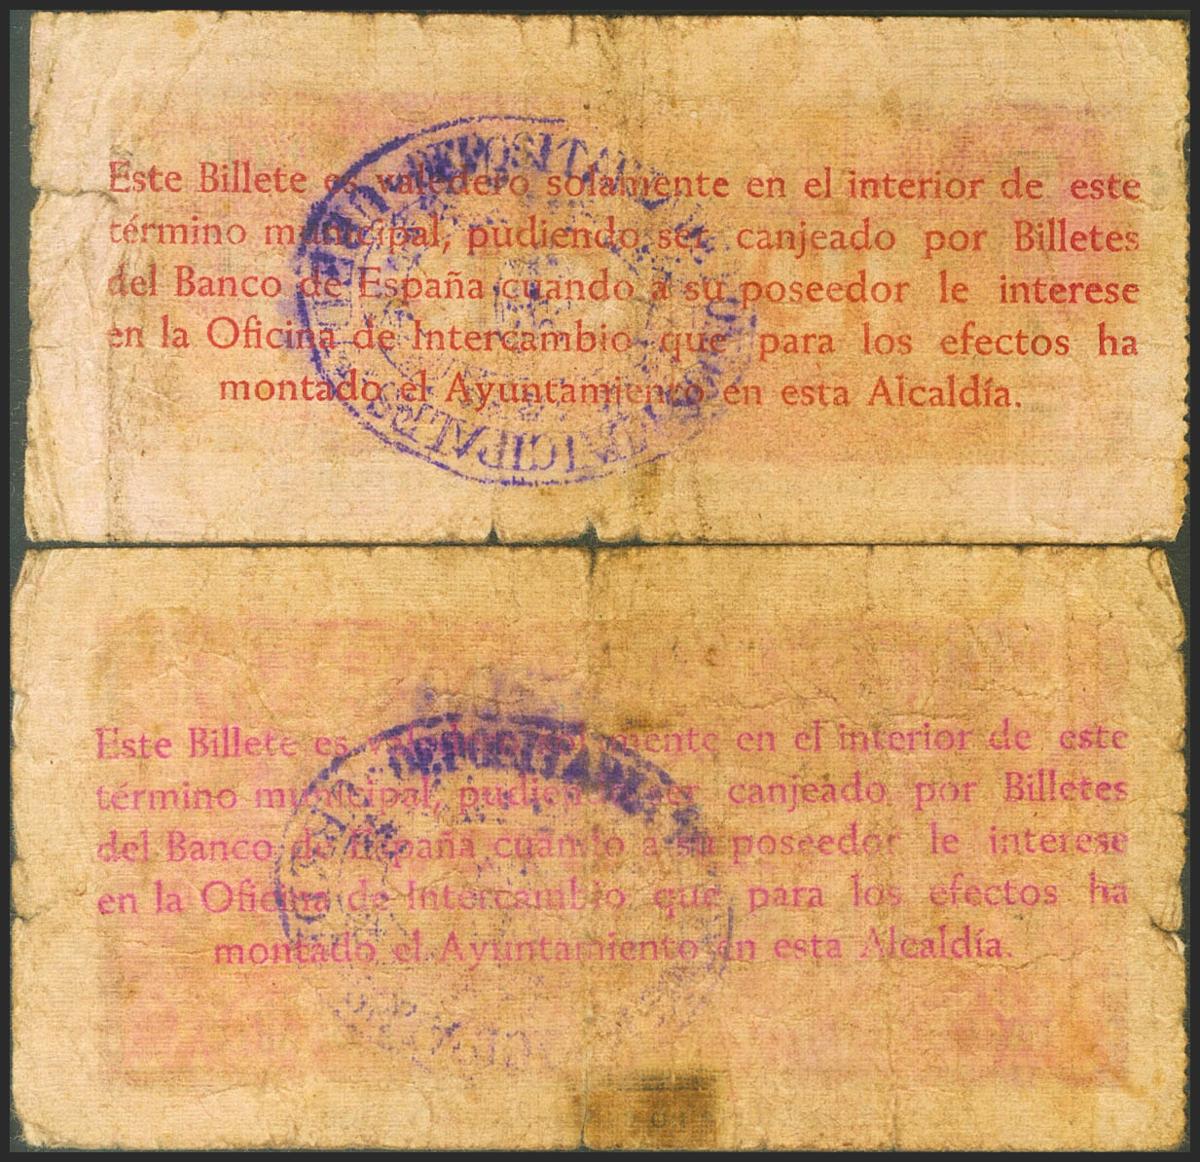 Este Billete es valedero solamente en el interior de este
término municipal, pudiendo ser canjeado por Billetes
del Banco de España cuando a su poseedor le interese
en la Oficina de Intercambio que para los efectos ha
montado el Ayuntamiento en esta Alcaldía.
DEPOSITARIA
MUNICIPALES
Este Billete es valedero solamente en el interior de este
término municipal, pudiendo ser canjeado por Billetes
del Banco de España cuando a su poseedor le interese
en la Oficina de Intercambio que para los efectos ha
montado el Ayuntamiento en esta Alcaldía.
DEPOSITARIA